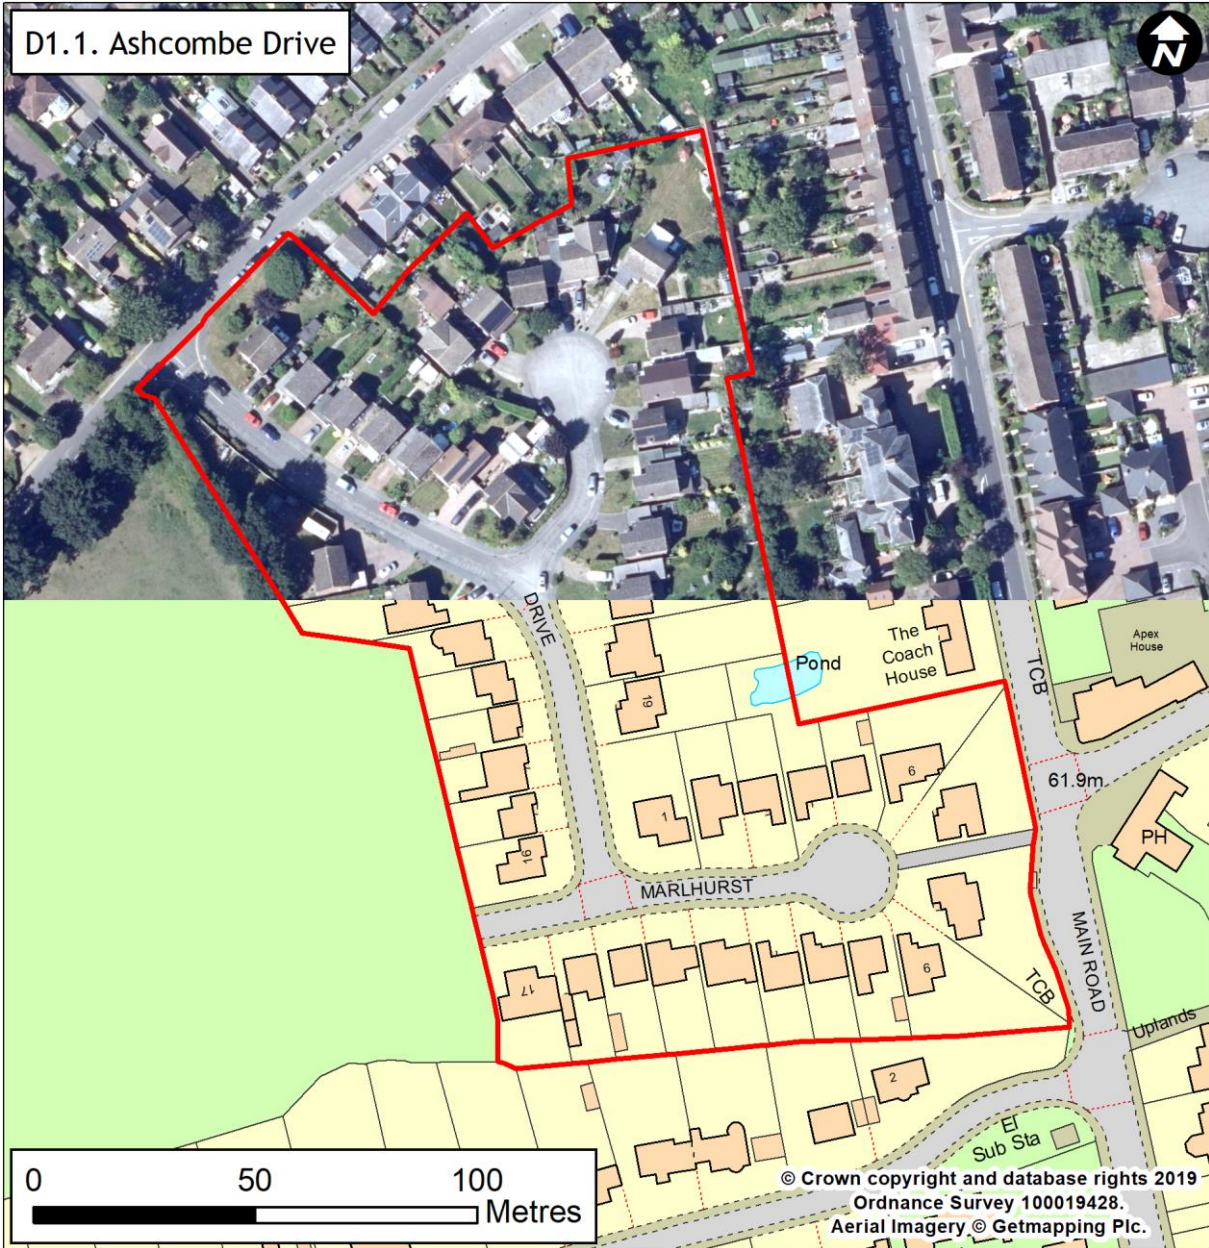 D1.1. Ashcombe Drive
N
DRIVE
The
Coach
House
Pond
TCB
Apex
House
19
61.9m
9
1
PH
16
MARLHURST
MAIN ROAD
17
9
TCB
Uplands
2
El
Sub Sta
0 50 100
Metres
© Crown copyright and database rights 2019
Ordnance Survey 100019428.
Aerial Imagery © Getmapping Plc.